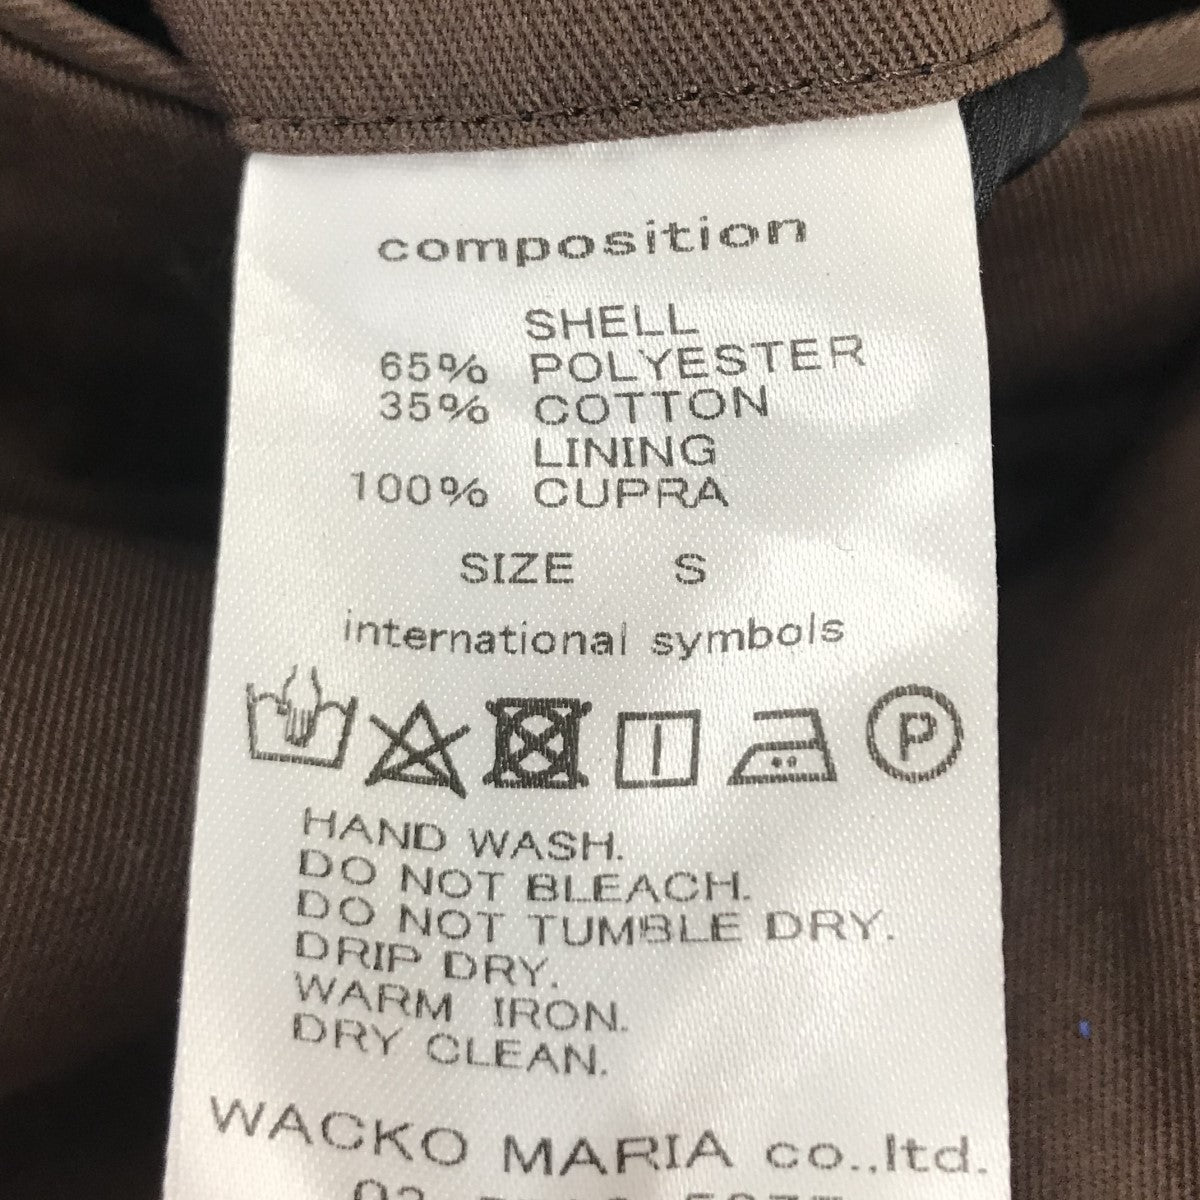 composition
SHELL
65% POLYESTER
35% COTTON
LINING
100% CUPRA
SIZE S
international symbols
P
HAND WASH.
DO NOT BLEACH.
DO NOT TUMBLE DRY.
DRIP DRY.
WARM IRON.
DRY CLEAN.
WACKO MARIA co.,ltd.